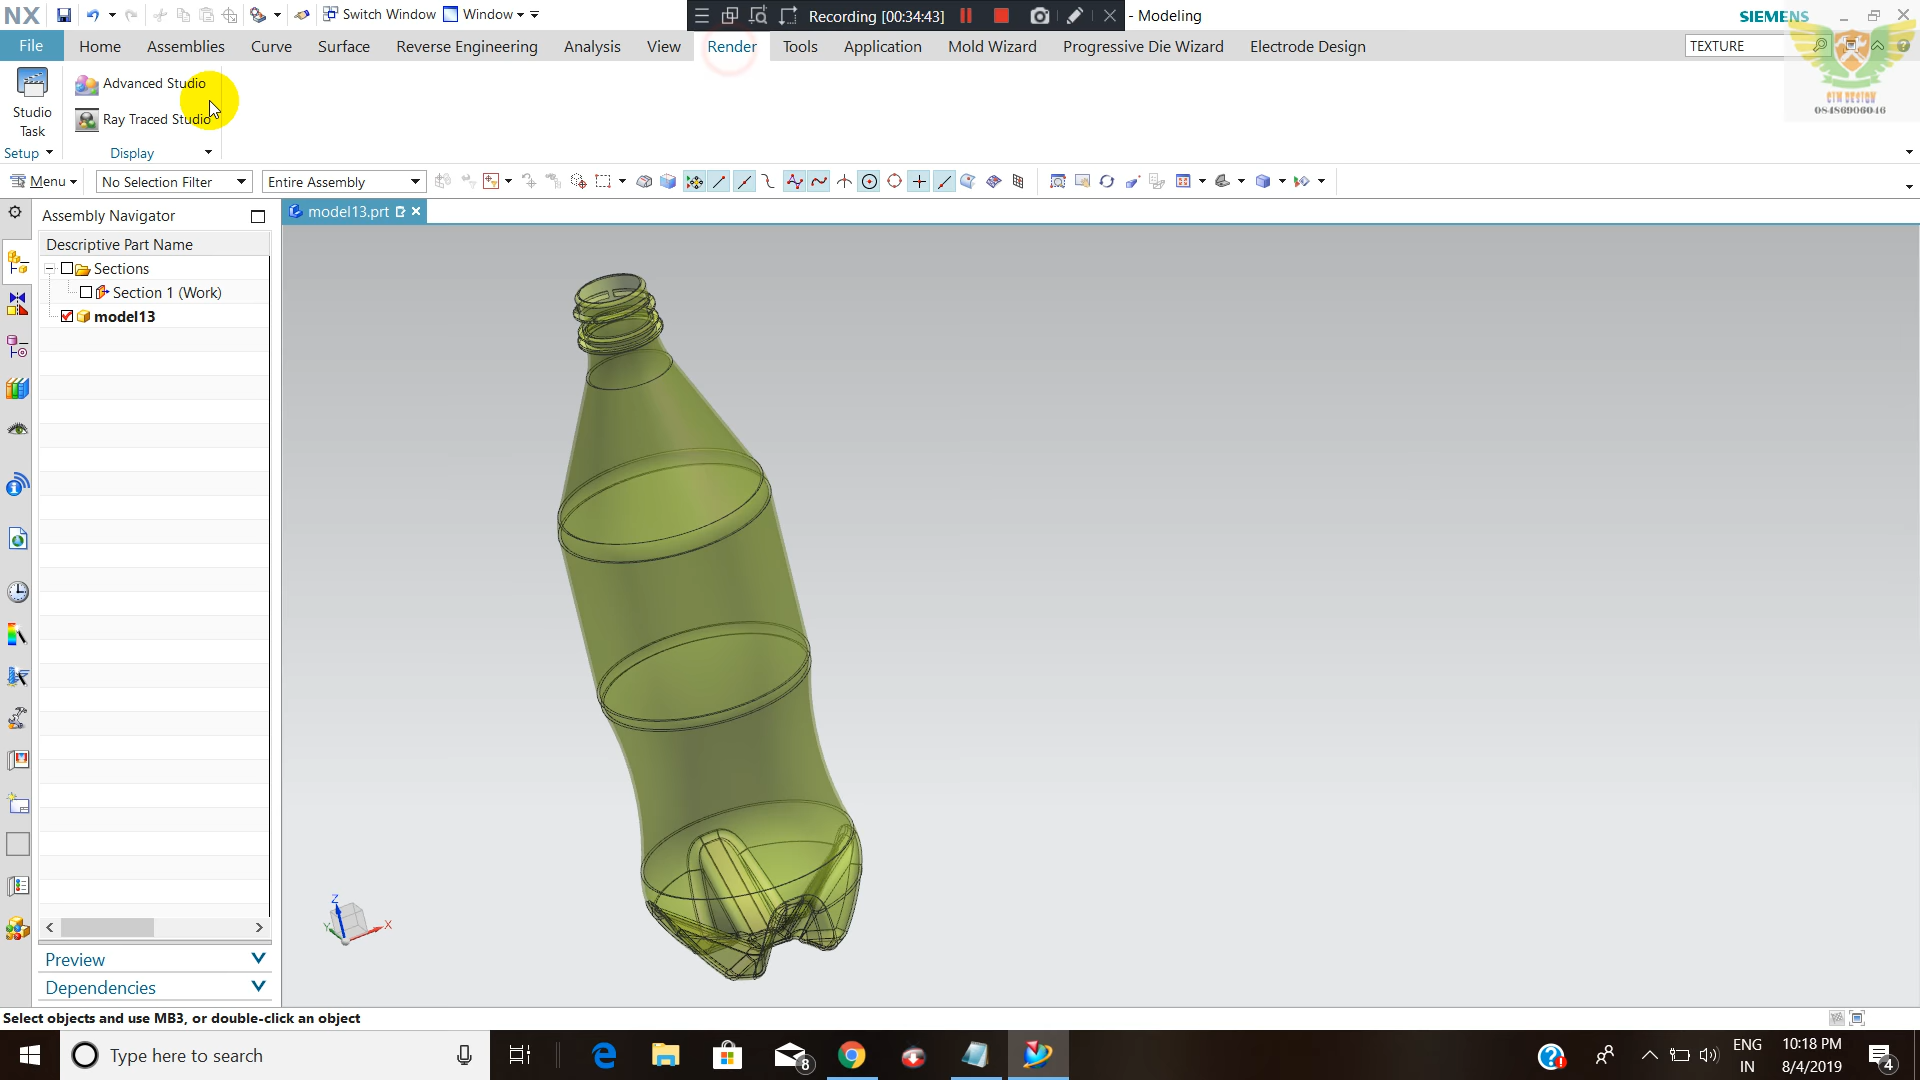 NX
Switch Window
Window
Recording [00:34:43]
- Modeling
SIEMENS
File
Home
Assemblies
Curve
Surface
Reverse Engineering
Analysis
View
Render
Tools
Application
Mold Wizard
Progressive Die Wizard
Electrode Design
TEXTURE
Studio
Task
Advanced Studio
Ray Traced Studio
Setup
Display
08486906046
Menu
No Selection Filter
Entire Assembly
Assembly Navigator
model13.prt
Descriptive Part Name
Sections
Section 1 (Work)
model13
Z
Y
X
Preview
Dependencies
Select objects and use MB3, or double-click an object
Type here to search
8
ENG
IN
10:18 PM
8/4/2019
4